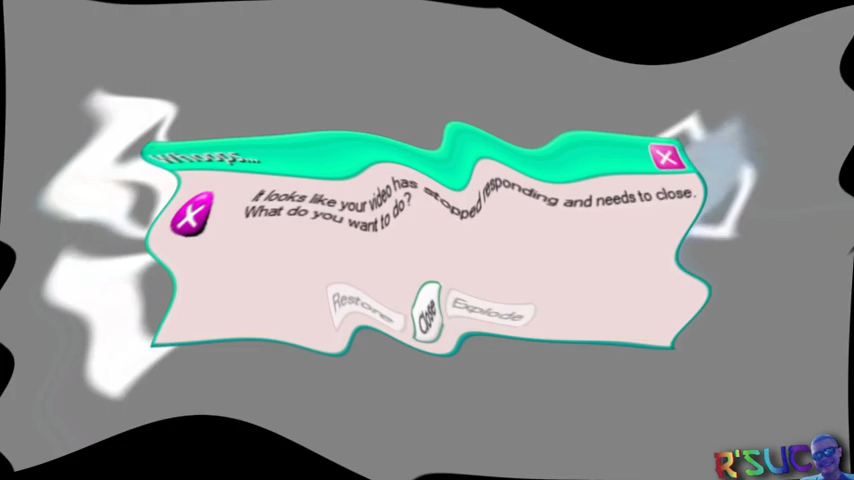 Whoops...
It looks like your video has stopped responding and needs to close.
What do you want to do?
Restore Close Explode
R'SUC